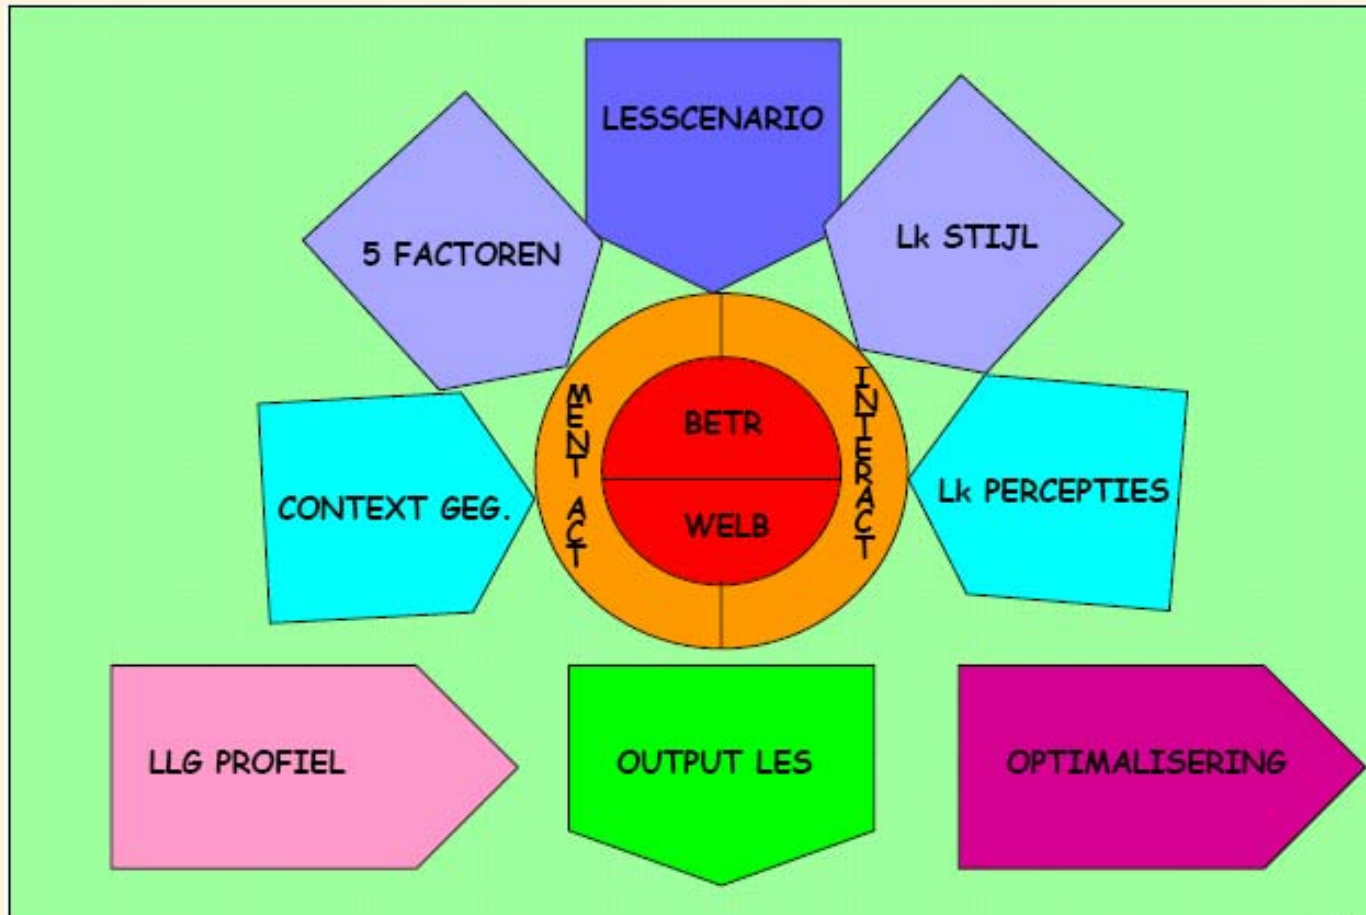 LESSCENARIO
5 FACTOREN
Lk STIJL
MENT ACT
INTERACT
BETR
WELB
CONTEXT GEG.
Lk PERCEPTIES
LLG PROFIEL
OUTPUT LES
OPTIMALISERING